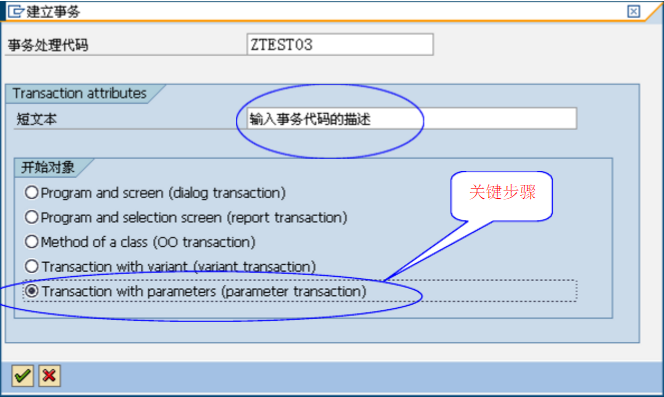 建立事务
事务处理代码 ZTEST03
Transaction attributes
短文本 输入事务代码的描述
开始对象
Program and screen (dialog transaction)
Program and selection screen (report transaction)
Method of a class (OO transaction)
Transaction with variant (variant transaction)
Transaction with parameters (parameter transaction)
关键步骤